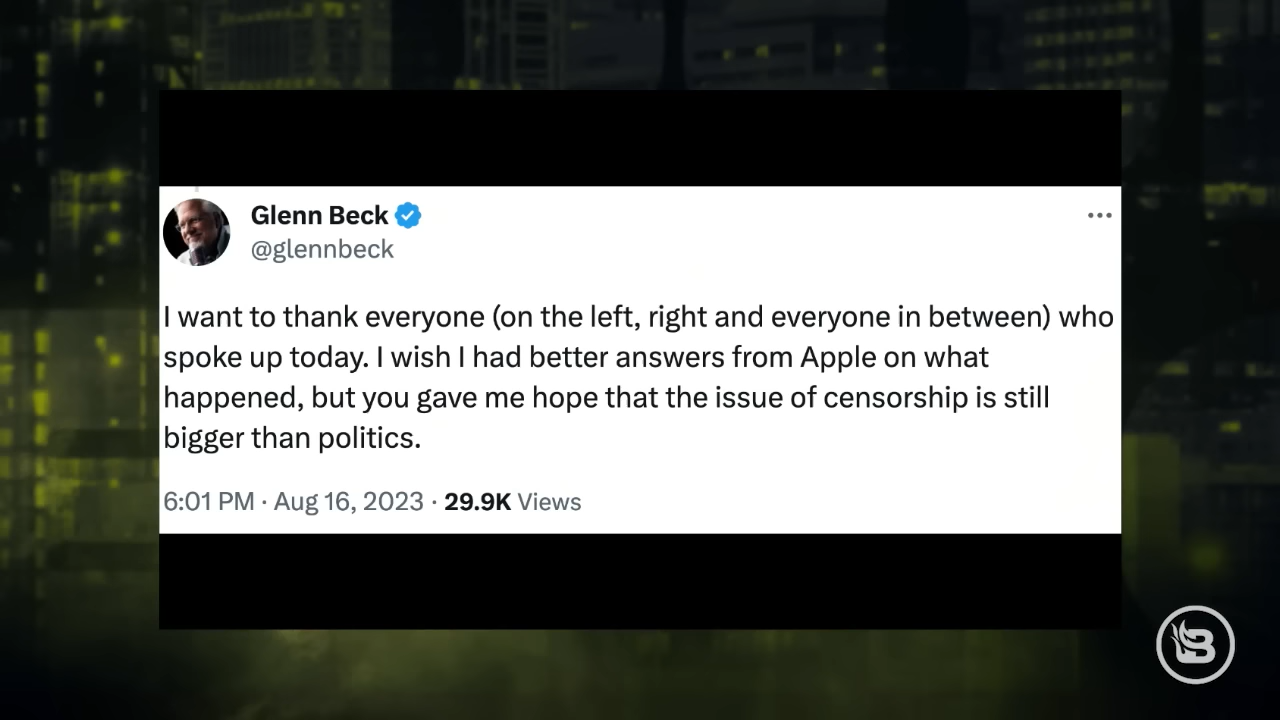 Glenn Beck
@glennbeck
I want to thank everyone (on the left, right and everyone in between) who
spoke up today. I wish I had better answers from Apple on what
happened, but you gave me hope that the issue of censorship is still
bigger than politics.
6:01 PM · Aug 16, 2023 · 29.9K Views
B